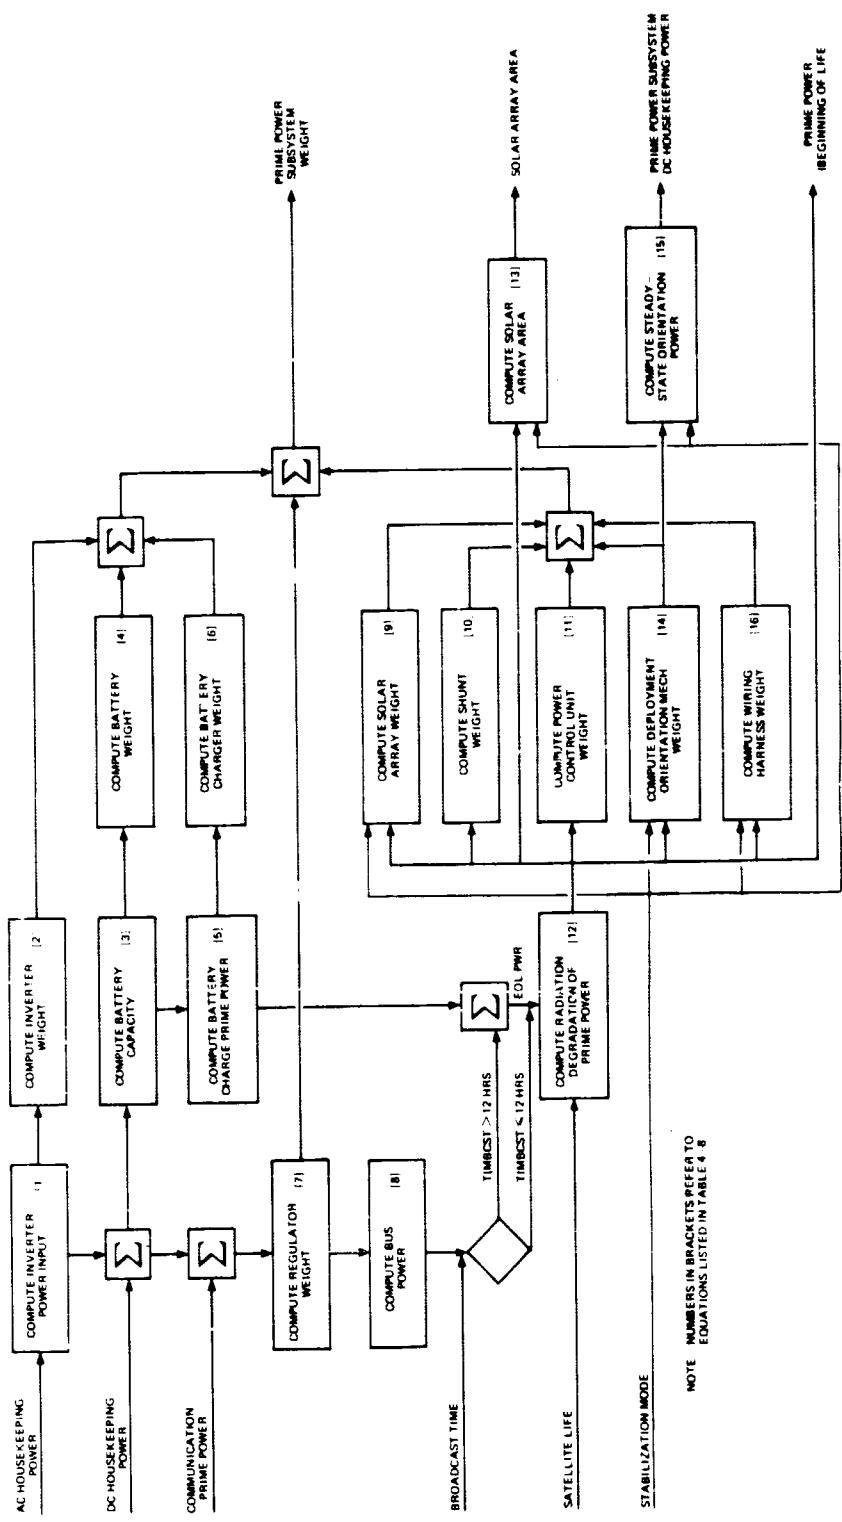 AC HOUSEKEEPING
POWER
COMPUTE INVERTER
POWER INPUT
[1
COMPUTE INVERTER
WEIGHT
[2]
DC HOUSEKEEPING
POWER
Σ
COMPUTE BATTERY
CAPACITY
[3]
COMPUTE BATTERY
WEIGHT
[4]
Σ
COMMUNICATION
PRIME POWER
Σ
COMPUTE BATTERY
CHARGE PRIME POWER
[5]
COMPUTE BATTERY
CHARGER WEIGHT
[6]
COMPUTE REGULATOR
WEIGHT
[7]
Σ
PRIME POWER
SUBSYSTEM
WEIGHT
COMPUTE BUS
POWER
[8]
COMPUTE SOLAR
ARRAY WEIGHT
[9]
COMPUTE SHUNT
WEIGHT
[10]
BROADCAST TIME
TIMBCST > 12 HRS
TIMBCST ≤ 12 HRS
Σ
EOL PWR
COMPUTE SOLAR
ARRAY AREA
[13]
SOLAR ARRAY AREA
SATELLITE LIFE
COMPUTE RADIATION
DEGRADATION OF
PRIME POWER
[12]
COMPUTE POWER
CONTROL UNIT
WEIGHT
[11]
Σ
STABILIZATION MODE
COMPUTE DEPLOYMENT
ORIENTATION MECH
WEIGHT
[14]
COMPUTE STEADY-
STATE ORIENTATION
POWER
[15]
PRIME POWER SUBSYSTEM
DC HOUSEKEEPING POWER
COMPUTE WIRING
HARNESS WEIGHT
[16]
PRIME POWER
(BEGINNING OF LIFE
NOTE NUMBERS IN BRACKETS REFER TO
EQUATIONS LISTED IN TABLE 4-8